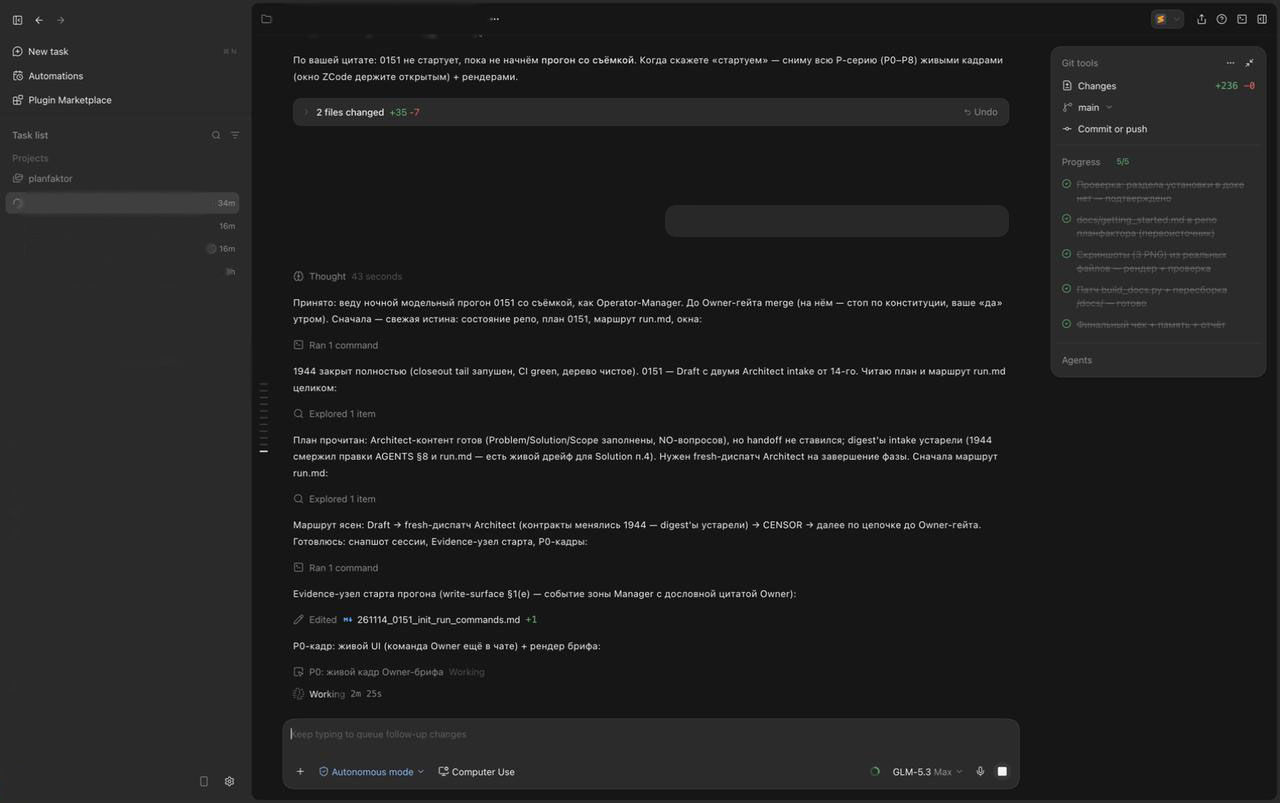 New task ⌘ N
Automations
Plugin Marketplace
Task list
Projects
planfaktor
34m
16m
16m
По вашей цитате: 0151 не стартует, пока не начнём прогон со съёмкой. Когда скажете «стартуем» — сниму всю P-серию (P0–P8) живыми кадрами
(окно ZCode держите открытым) + рендерами.
2 files changed +35 -7
Undo
Thought 43 seconds
Принято: веду ночной модельный прогон 0151 со съёмкой, как Operator-Manager. До Owner-гейта merge (на нём — стоп по конституции, ваше «да»
утром). Сначала — свежая истина: состояние репо, план 0151, маршрут run.md, окна:
Ran 1 command
1944 закрыт полностью (closeout tail запушен, CI green, дерево чистое). 0151 — Draft с двумя Architect intake от 14-го. Читаю план и маршрут run.md
целиком:
Explored 1 item
План прочитан: Architect-контент готов (Problem/Solution/Scope заполнены, NO-вопросов), но handoff не ставился; digest'ы intake устарели (1944
смержил правки AGENTS §8 и run.md — есть живой дрейф для Solution п.4). Нужен fresh-диспатч Architect на завершение фазы. Сначала маршрут
run.md:
Explored 1 item
Маршрут ясен: Draft → fresh-диспатч Architect (контракты менялись 1944 — digest'ы устарели) → CENSOR → далее по цепочке до Owner-гейта.
Готовлюсь: снапшот сессии, Evidence-узел старта, P0-кадры:
Ran 1 command
Evidence-узел старта прогона (write-surface §1(e) — событие зоны Manager с дословной цитатой Owner):
Edited 261114_0151_init_run_commands.md +1
P0-кадр: живой UI (команда Owner ещё в чате) + рендер брифа:
P0: живой кадр Owner-брифа Working
Working 2m 25s
Keep typing to queue follow-up changes
Autonomous mode
Computer Use
GLM-5.3 Max
Git tools
Changes +236 −0
main
Commit or push
Progress 5/5
Проверка: раздела установки в доке
нет — подтверждено
docs/getting_started.md в репо
планфактора (первоисточник)
Скриншоты (3 PNG) из реальных
файлов — рендер + проверка
Патч build_docs.py + пересборка
/docs/ — готово
Финальный чек + память + отчёт
Agents